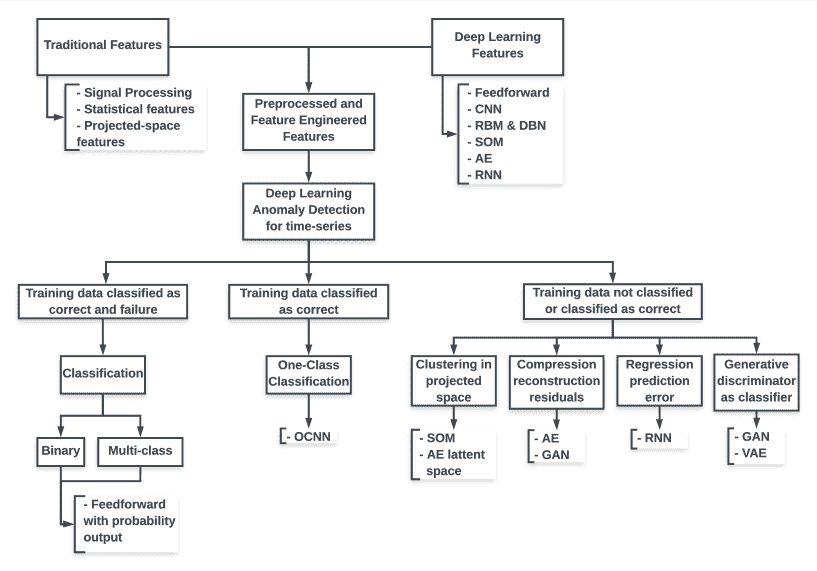 Traditional Features
Deep Learning
Features
- Signal Processing
- Statistical features
- Projected-space
features
Preprocessed and
Feature Engineered
Features
- Feedforward
- CNN
- RBM & DBN
- SOM
- AE
- RNN
Deep Learning
Anomaly Detection
for time-series
Training data classified as
correct and failure
Training data classified
as correct
Training data not classified
or classified as correct
Classification
One-Class
Classification
Clustering in
projected
space
Compression
reconstruction
residuals
Regression
prediction
error
Generative
discriminator
as classifier
- OCNN
- SOM
- AE lattent
space
- AE
- GAN
- RNN
- GAN
- VAE
Binary
Multi-class
- Feedforward
with probability
output